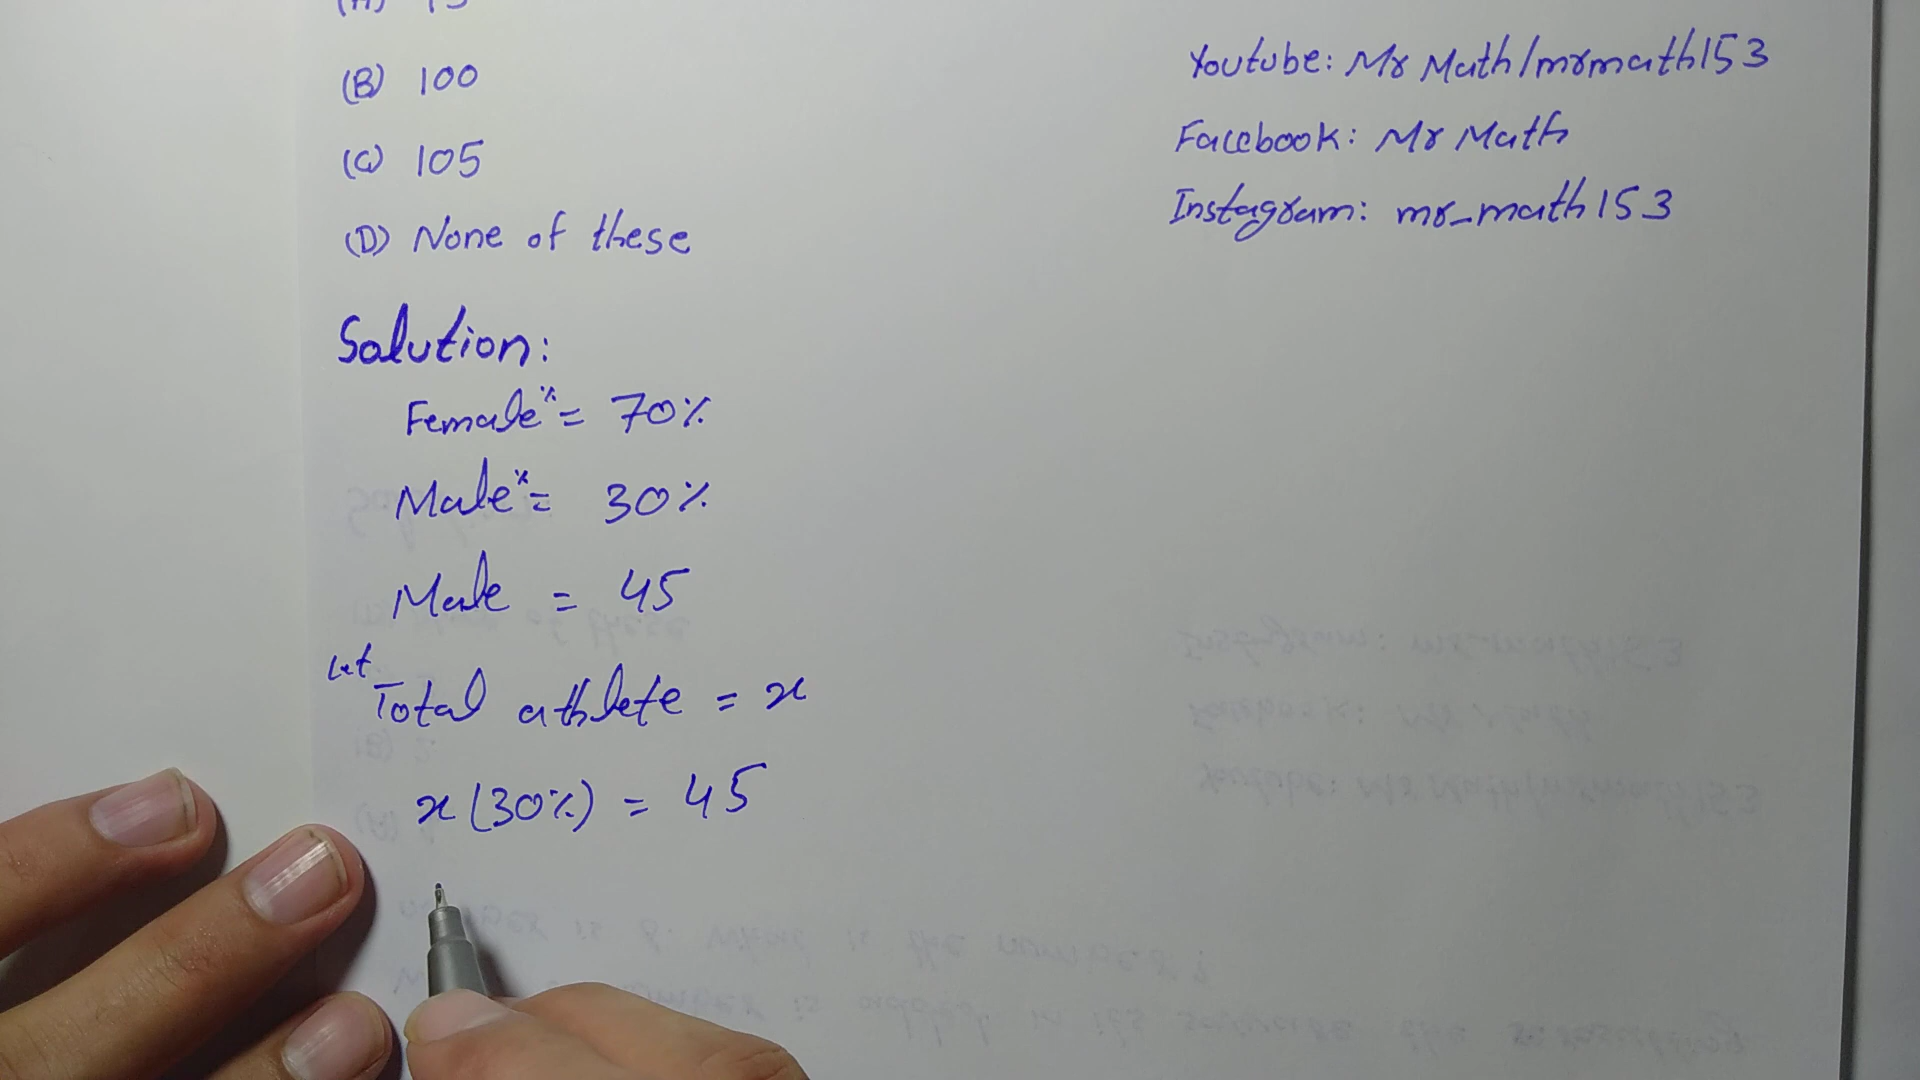 (B) 100
(C) 105
(D) None of these
Youtube: Mr Math/mrmath153
Facebook: Mr Math
Instagram: mr_math153
Solution:
Female% = 70%
Male% = 30%
Male = 45
Let Total athlete = x
x(30%) = 45